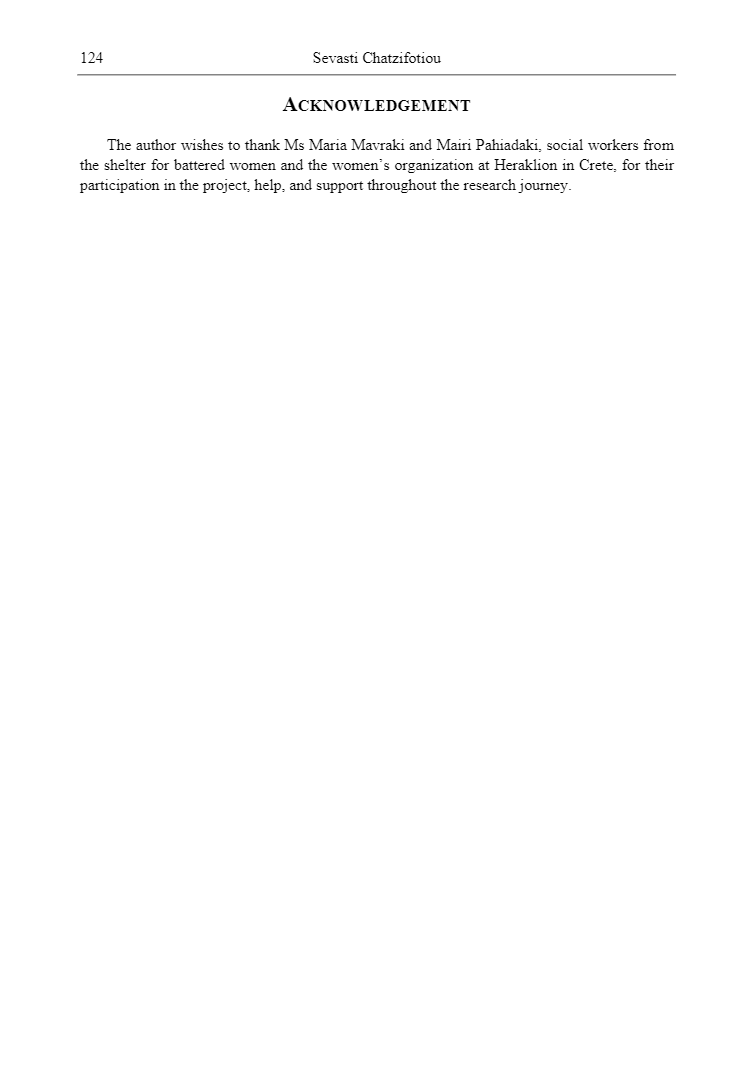 124
Sevasti Chatzifotiou
ACKNOWLEDGEMENT
The author wishes to thank Ms Maria Mavraki and Mairi Pahiadaki, social workers from
the shelter for battered women and the women's organization at Heraklion in Crete, for their
participation in the project, help, and support throughout the research journey.